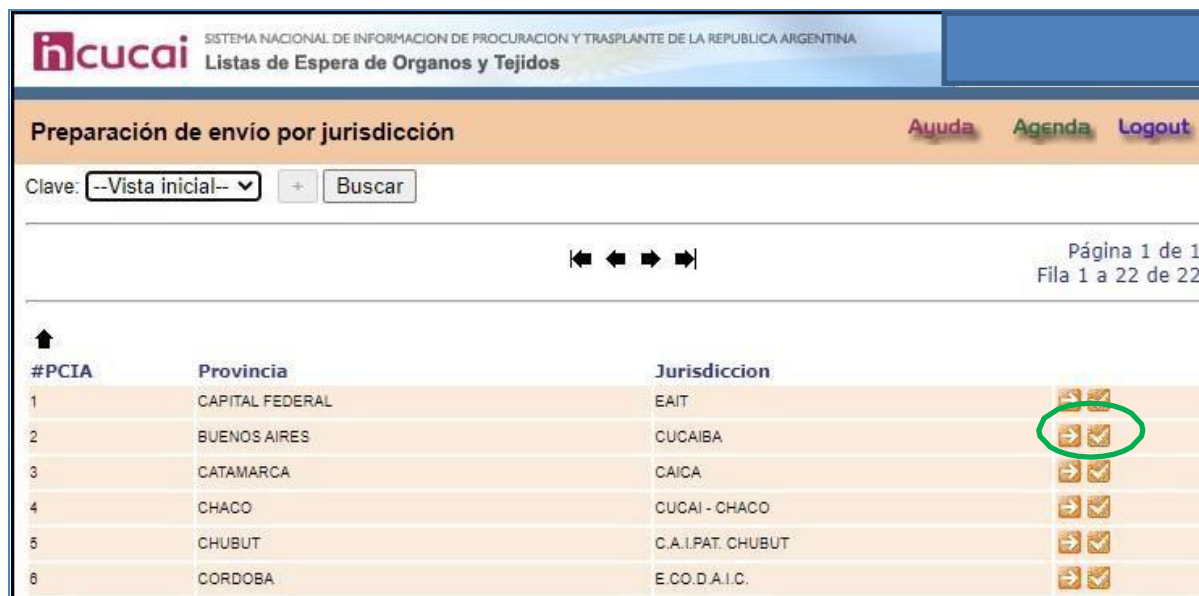 incucai
SISTEMA NACIONAL DE INFORMACION DE PROCURACION Y TRASPLANTE DE LA REPUBLICA ARGENTINA
Listas de Espera de Organos y Tejidos
Preparación de envío por jurisdicción Ayuda Agenda Logout
Clave: --Vista inicial-- + Buscar
Página 1 de 1
Fila 1 a 22 de 22
#PCIA Provincia Jurisdiccion
1 CAPITAL FEDERAL EAIT
2 BUENOS AIRES CUCAIBA
3 CATAMARCA CAICA
4 CHACO CUCAI - CHACO
5 CHUBUT C.A.I.PAT. CHUBUT
6 CORDOBA E.CO.D.A.I.C.